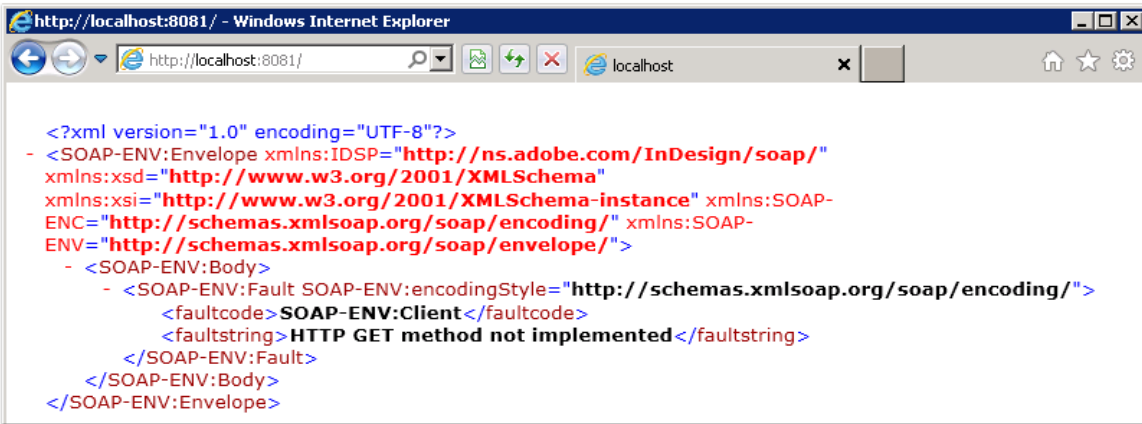 http://localhost:8081/ - Windows Internet Explorer
http://localhost:8081/
localhost
<?xml version="1.0" encoding="UTF-8"?>
- <SOAP-ENV:Envelope xmlns:IDSP="http://ns.adobe.com/InDesign/soap/"
xmlns:xsd="http://www.w3.org/2001/XMLSchema"
xmlns:xsi="http://www.w3.org/2001/XMLSchema-instance" xmlns:SOAP-
ENC="http://schemas.xmlsoap.org/soap/encoding/" xmlns:SOAP-
ENV="http://schemas.xmlsoap.org/soap/envelope/">
- <SOAP-ENV:Body>
- <SOAP-ENV:Fault SOAP-ENV:encodingStyle="http://schemas.xmlsoap.org/soap/encoding/">
<faultcode>SOAP-ENV:Client</faultcode>
<faultstring>HTTP GET method not implemented</faultstring>
</SOAP-ENV:Fault>
</SOAP-ENV:Body>
</SOAP-ENV:Envelope>